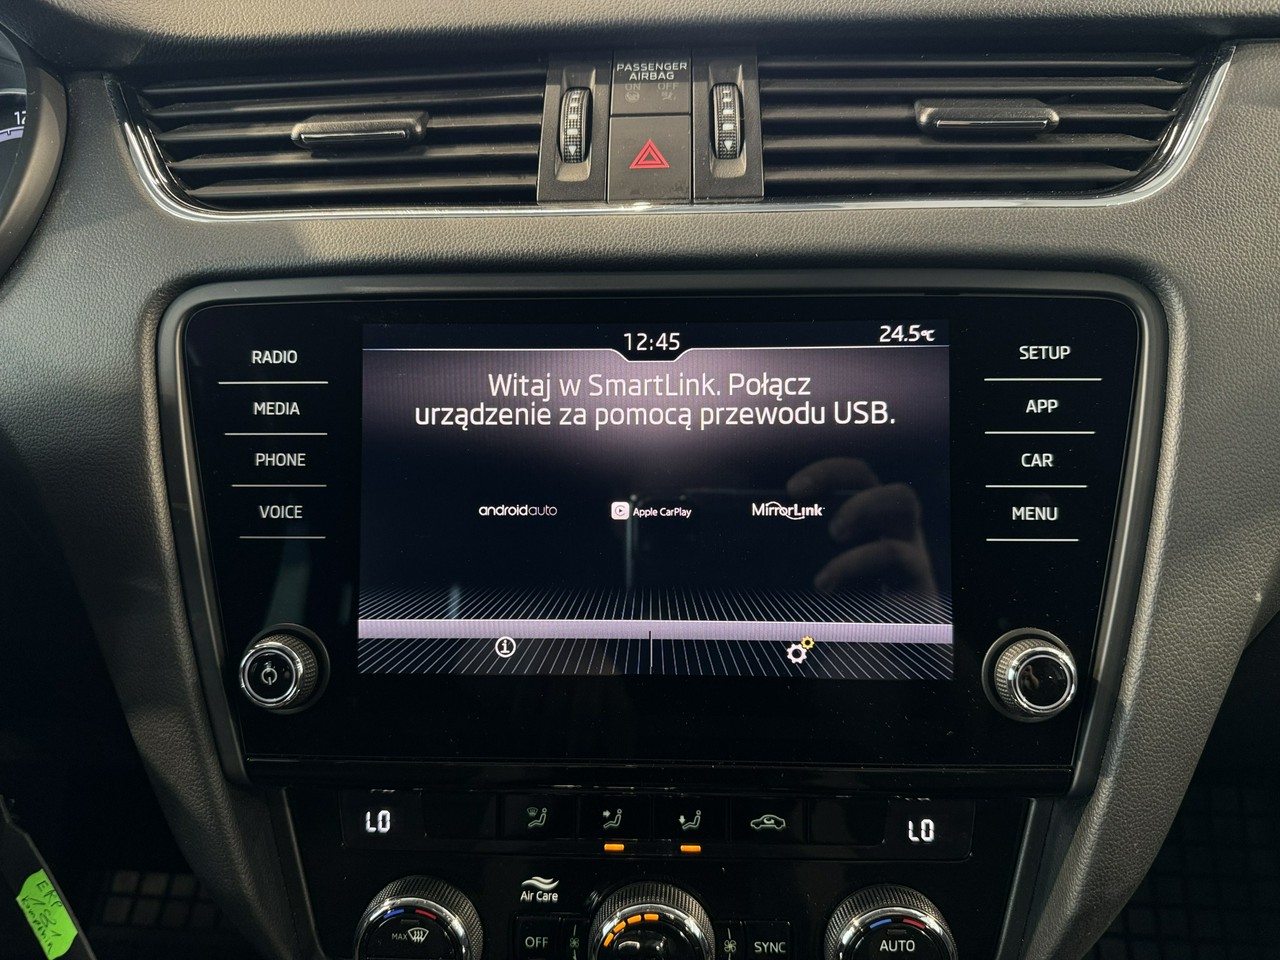 12
PASSENGER
AIRBAG
ON OFF
12:45
24.5°C
RADIO
MEDIA
PHONE
VOICE
Witaj w SmartLink. Połącz
urządzenie za pomocą przewodu USB.
androidauto
Apple CarPlay
MirrorLink
SETUP
APP
CAR
MENU
LO
LO
Air Care
MAX
OFF
SYNC
AUTO